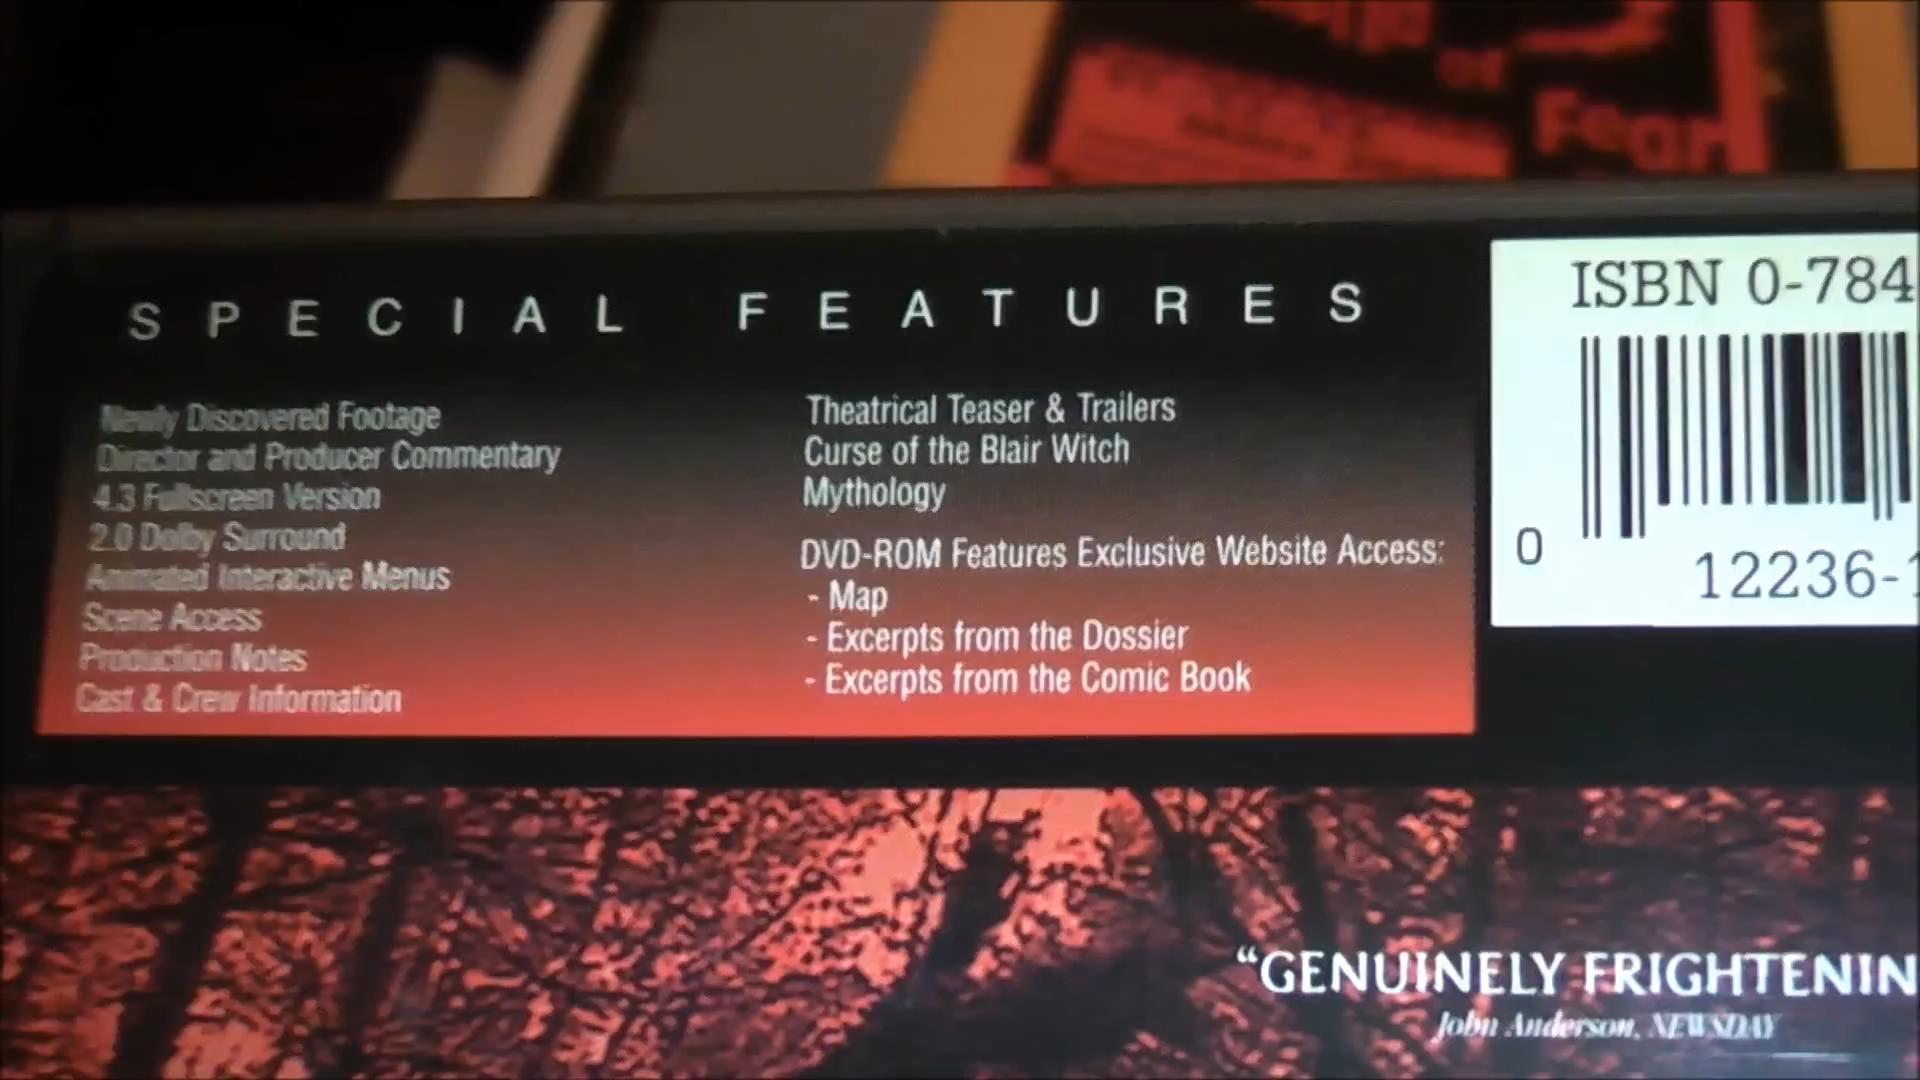 of
Fear
SPECIAL FEATURES
Newly Discovered Footage
Director and Producer Commentary
4.3 Fullscreen Version
2.0 Dolby Surround
Animated Interactive Menus
Scene Access
Production Notes
Cast & Crew Information
Theatrical Teaser & Trailers
Curse of the Blair Witch
Mythology
DVD-ROM Features Exclusive Website Access:
- Map
- Excerpts from the Dossier
- Excerpts from the Comic Book
ISBN 0-784
0
12236-1
“GENUINELY FRIGHTENIN
John Anderson, NEWSDAY